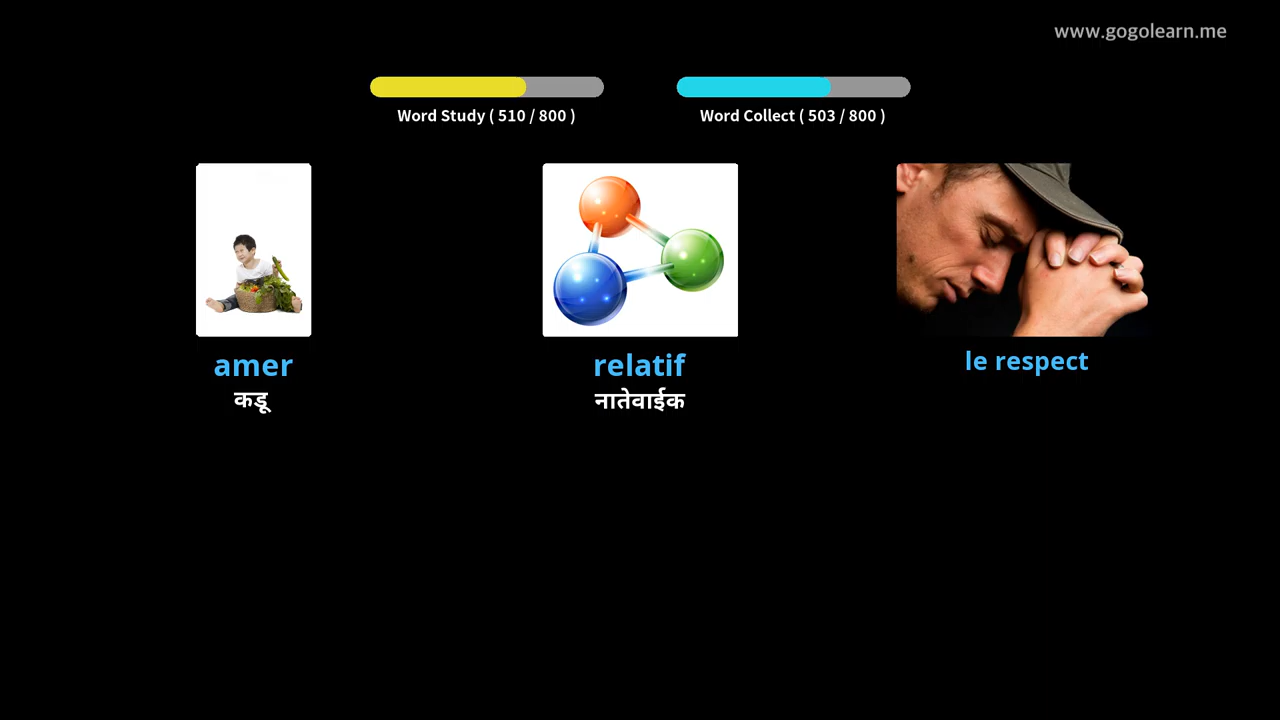 www.gogolearn.me
Word Study ( 510 / 800 )
Word Collect ( 503 / 800 )
amer
कडू
relatif
नातेवाईक
le respect